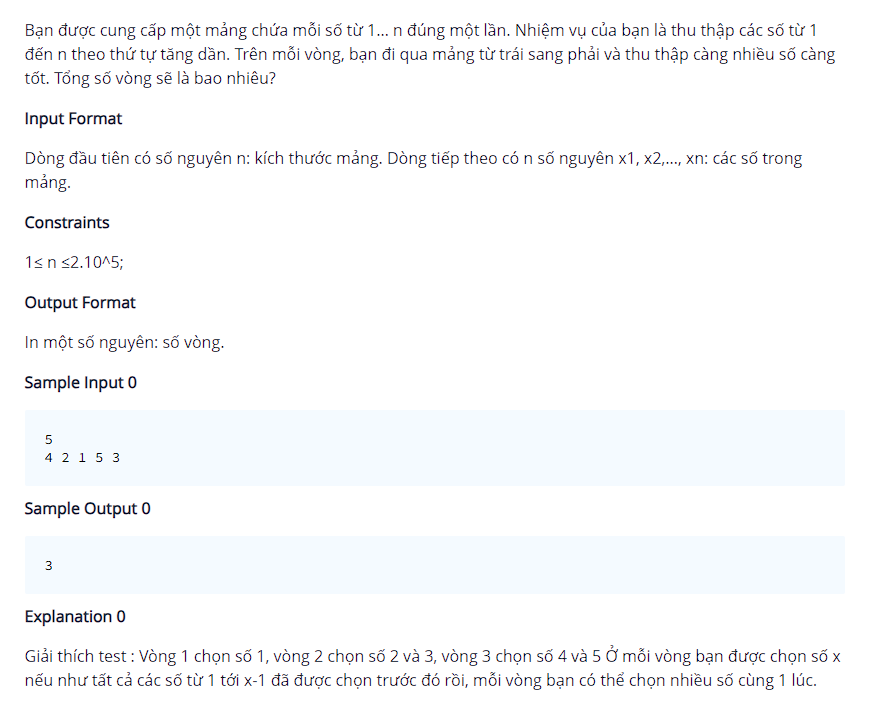 Bạn được cung cấp một mảng chứa mỗi số từ 1... n đúng một lần. Nhiệm vụ của bạn là thu thập các số từ 1
đến n theo thứ tự tăng dần. Trên mỗi vòng, bạn đi qua mảng từ trái sang phải và thu thập càng nhiều số càng
tốt. Tổng số vòng sẽ là bao nhiêu?
Input Format
Dòng đầu tiên có số nguyên n: kích thước mảng. Dòng tiếp theo có n số nguyên x1, x2,..., xn: các số trong
mảng.
Constraints
1≤ n ≤2.10^5;
Output Format
In một số nguyên: số vòng.
Sample Input 0
5
4 2 1 5 3
Sample Output 0
3
Explanation 0
Giải thích test : Vòng 1 chọn số 1, vòng 2 chọn số 2 và 3, vòng 3 chọn số 4 và 5 Ở mỗi vòng bạn được chọn số x
nếu như tất cả các số từ 1 tới x-1 đã được chọn trước đó rồi, mỗi vòng bạn có thể chọn nhiều số cùng 1 lúc.